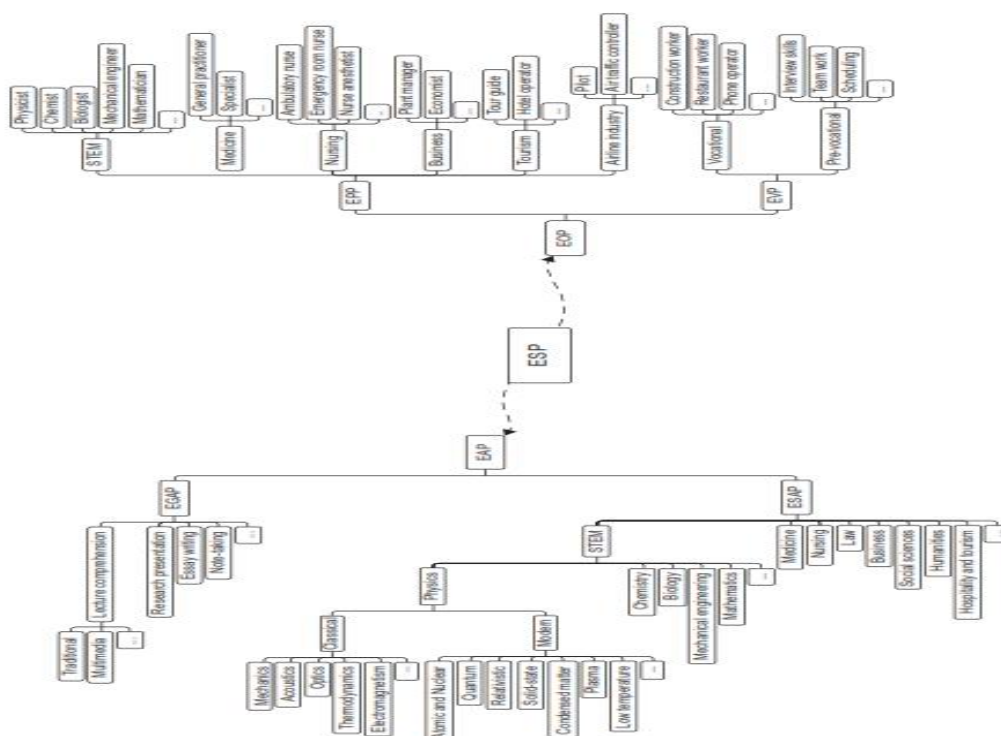 ESP
EAP
EGAP
Lecture comprehension
Traditional
Multimedia
...
Research presentation
Essay writing
Note-taking
...
ESAP
STEM
Physics
Classical
Mechanics
Acoustics
Optics
Thermodynamics
Electromagnetism
...
Modern
Atomic and Nuclear
Quantum
Relativistic
Solid-state
Condensed matter
Plasma
Low temperature
...
Chemistry
Biology
Mechanical engineering
Mathematics
...
Medicine
Nursing
Law
Business
Social sciences
Humanities
Hospitality and tourism
...
EOP
EPP
STEM
Physicist
Chemist
Biologist
Mechanical engineer
Mathematician
...
Medicine
General practitioner
Specialist
...
Nursing
Ambulatory nurse
Emergency room nurse
Nurse anesthetist
...
Business
Plant manager
Economist
...
Tourism
Tour guide
Hotel operator
...
Airline industry
Pilot
Air traffic controller
...
EVP
Vocational
Construction worker
Restaurant worker
Phone operator
...
Pre-vocational
Interview skills
Team work
Scheduling
...